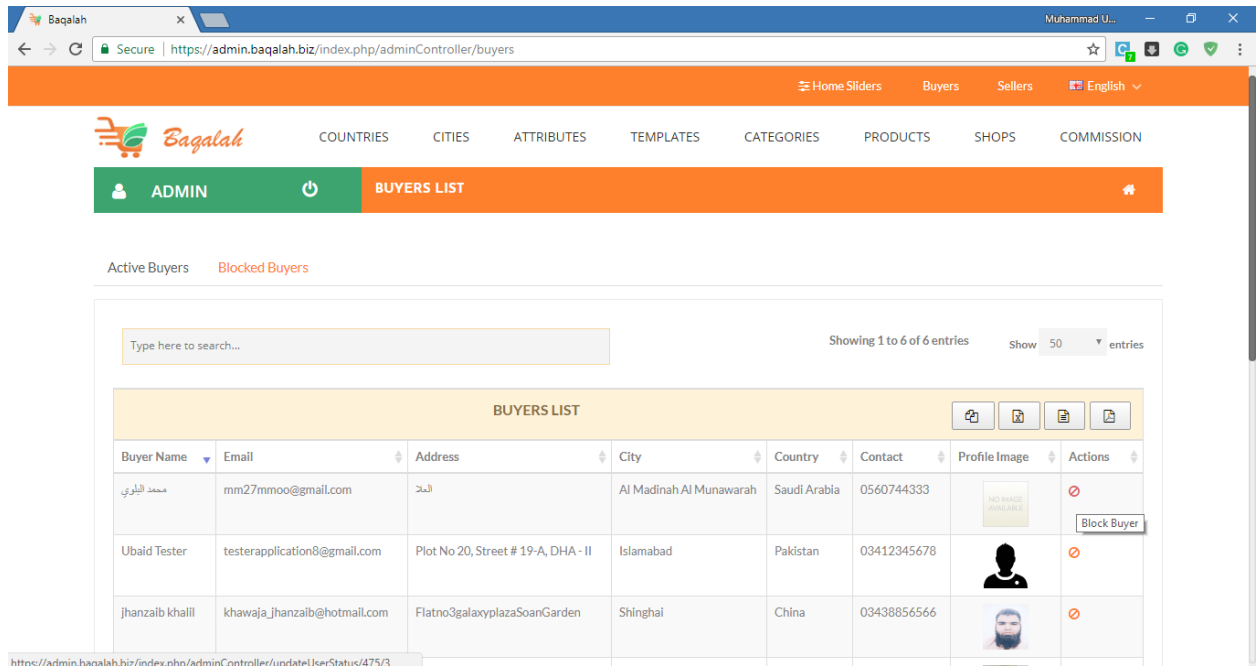 Baqalah
Muhammad U...
Secure | https://admin.baqalah.biz/index.php/adminController/buyers
7
Home Sliders Buyers Sellers English
Baqalah COUNTRIES CITIES ATTRIBUTES TEMPLATES CATEGORIES PRODUCTS SHOPS COMMISSION
ADMIN BUYERS LIST
Active Buyers Blocked Buyers
Type here to search... Showing 1 to 6 of 6 entries Show 50 entries
BUYERS LIST
Buyer Name Email Address City Country Contact Profile Image Actions
محمد البلوي mm27mmoo@gmail.com العلا Al Madinah Al Munawarah Saudi Arabia 0560744333 NO IMAGE AVAILABLE
Block Buyer
Ubaid Tester testerapplication8@gmail.com Plot No 20, Street # 19-A, DHA - II Islamabad Pakistan 03412345678
jhanzaib khalil khawaja_jhanzaib@hotmail.com Flatno3galaxyplazaSoanGarden Shinghai China 03438856566
https://admin.baqalah.biz/index.php/adminController/updateUserStatus/475/3